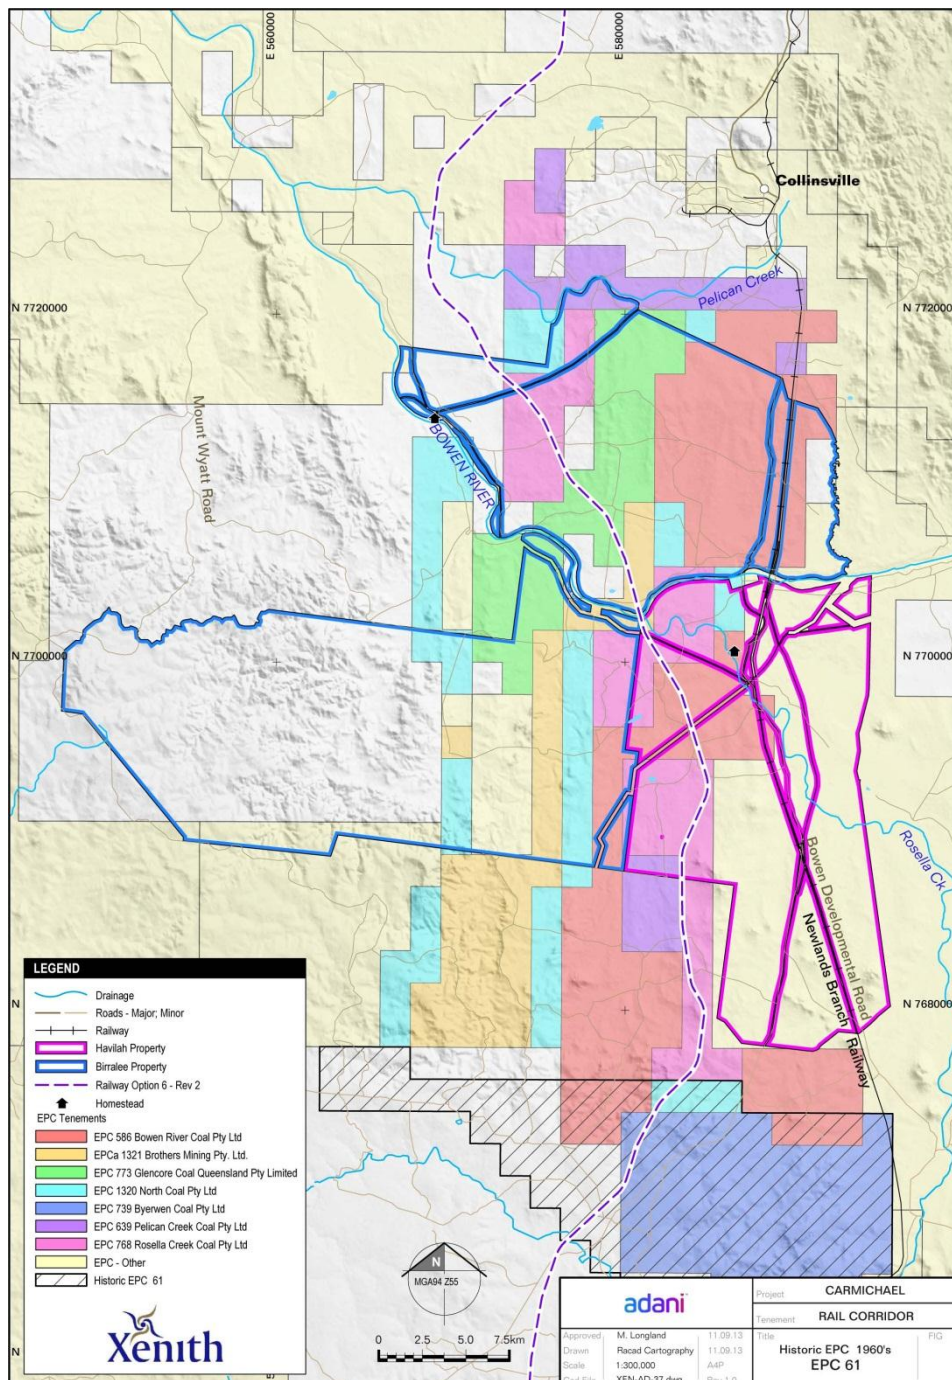 E 560000
E 580000
Collinsville
N 7720000
Pelican Creek
N 772000
Mount Wyatt Road
BOWEN RIVER
N 7700000
N 770000
Rosella Ck
Bowen Developmental Road
Newlands Branch Railway
N
N 768000
N
LEGEND
Drainage
Roads - Major; Minor
Railway
Havilah Property
Birralee Property
Railway Option 6 - Rev 2
Homestead
EPC Tenements
EPC 586 Bowen River Coal Pty Ltd
EPCa 1321 Brothers Mining Pty. Ltd.
EPC 773 Glencore Coal Queensland Pty Limited
EPC 1320 North Coal Pty Ltd
EPC 739 Byerwen Coal Pty Ltd
EPC 639 Pelican Creek Coal Pty Ltd
EPC 768 Rosella Creek Coal Pty Ltd
EPC - Other
Historic EPC 61
Xenith
N
MGA94 Z55
0 2.5 5.0 7.5km
adani
Project CARMICHAEL
Tenement RAIL CORRIDOR
Approved M. Longland 11.09.13
Drawn Racad Cartography 11.09.13
Scale 1:300,000 A4P
XEN-AD-37.dwg
Title
Historic EPC 1960's
EPC 61
FIG